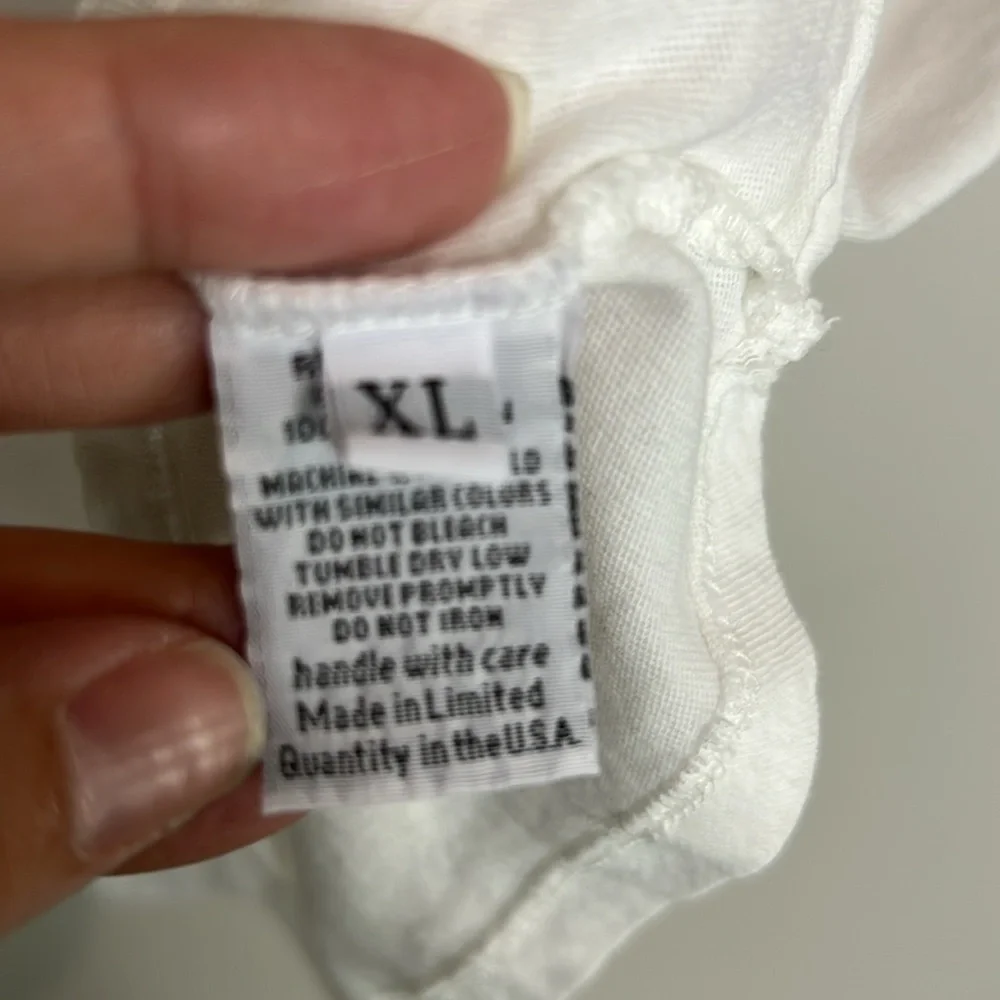 XL
100
MACHINE
WITH SIMILAR COLORS
DO NOT BLEACH
TUMBLE DRY LOW
REMOVE PROMPTLY
DO NOT IRON
handle with care
Made in Limited
Quantity in the U.S.A.